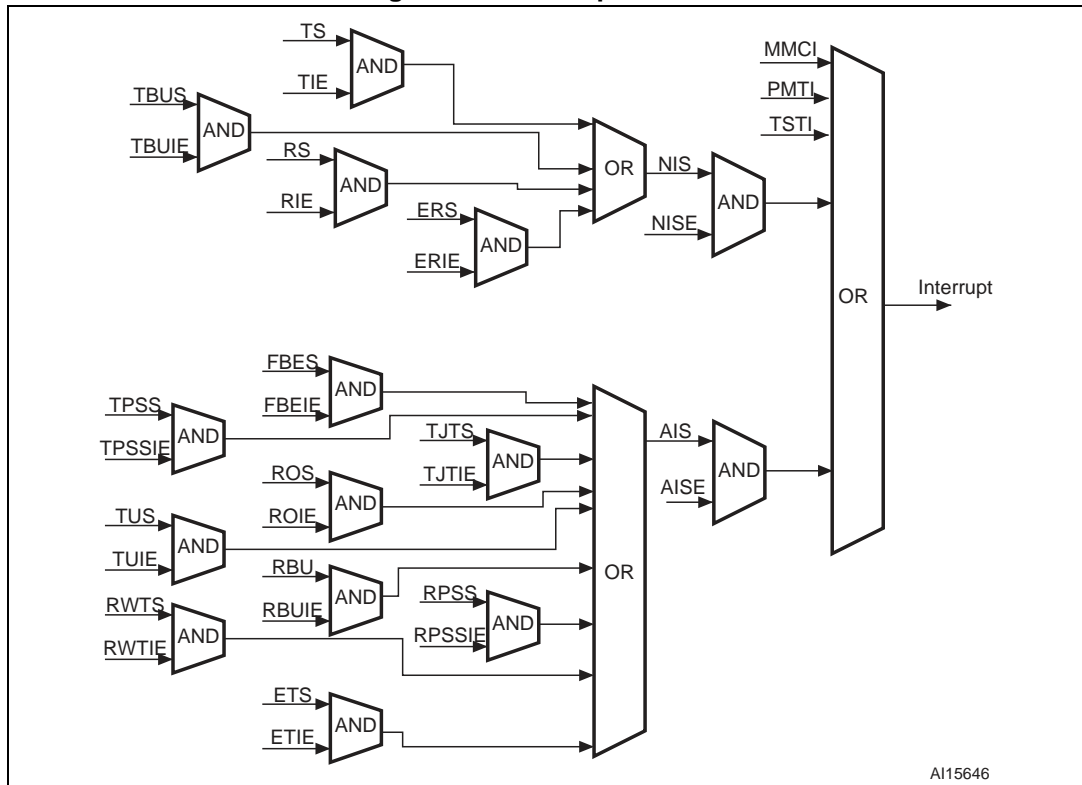 TS
AND
TIE
TBUS
AND
TBUIE
RS
AND
RIE
ERS
AND
ERIE
OR
NIS
AND
NISE
MMCI
PMTI
TSTI
OR
Interrupt
FBES
AND
FBEIE
TPSS
AND
TPSSIE
TJTS
AND
TJTIE
ROS
AND
ROIE
TUS
AND
TUIE
RBU
AND
RBUIE
RPSS
AND
RPSSIE
RWTS
AND
RWTIE
ETS
AND
ETIE
OR
AIS
AND
AISE
AI15646